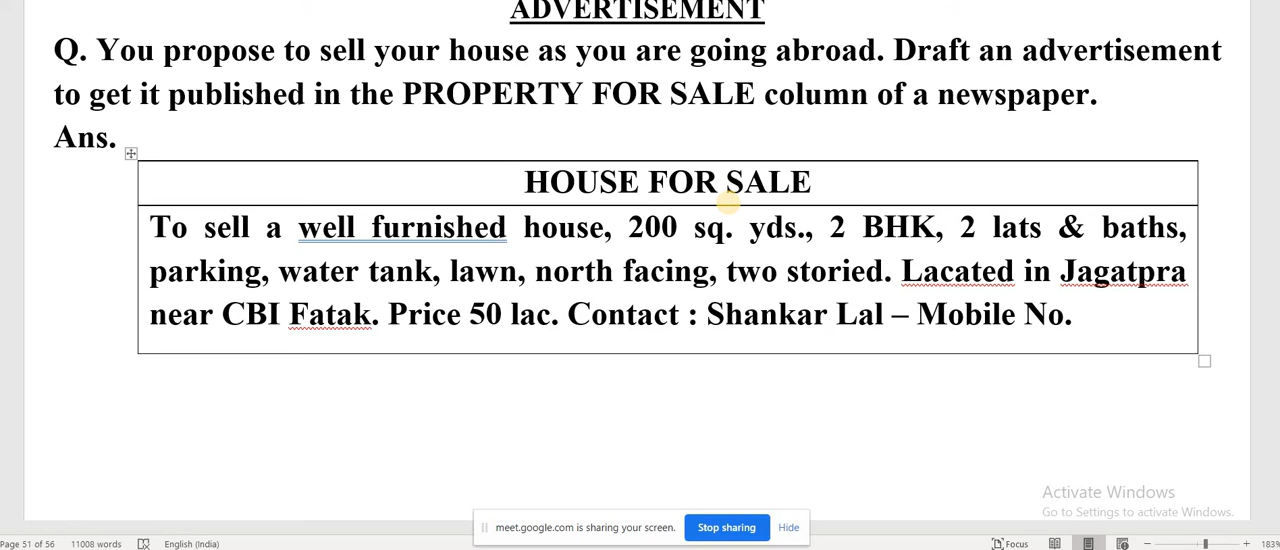 ADVERTISEMENT
Q. You propose to sell your house as you are going abroad. Draft an advertisement
to get it published in the PROPERTY FOR SALE column of a newspaper.
Ans.
HOUSE FOR SALE
To sell a well furnished house, 200 sq. yds., 2 BHK, 2 lats & baths,
parking, water tank, lawn, north facing, two storied. Lacated in Jagatpra
near CBI Fatak. Price 50 lac. Contact : Shankar Lal – Mobile No.
Activate Windows
Go to Settings to activate Windows.
meet.google.com is sharing your screen. Stop sharing Hide
Page 51 of 56 11008 words English (India) Focus 183%